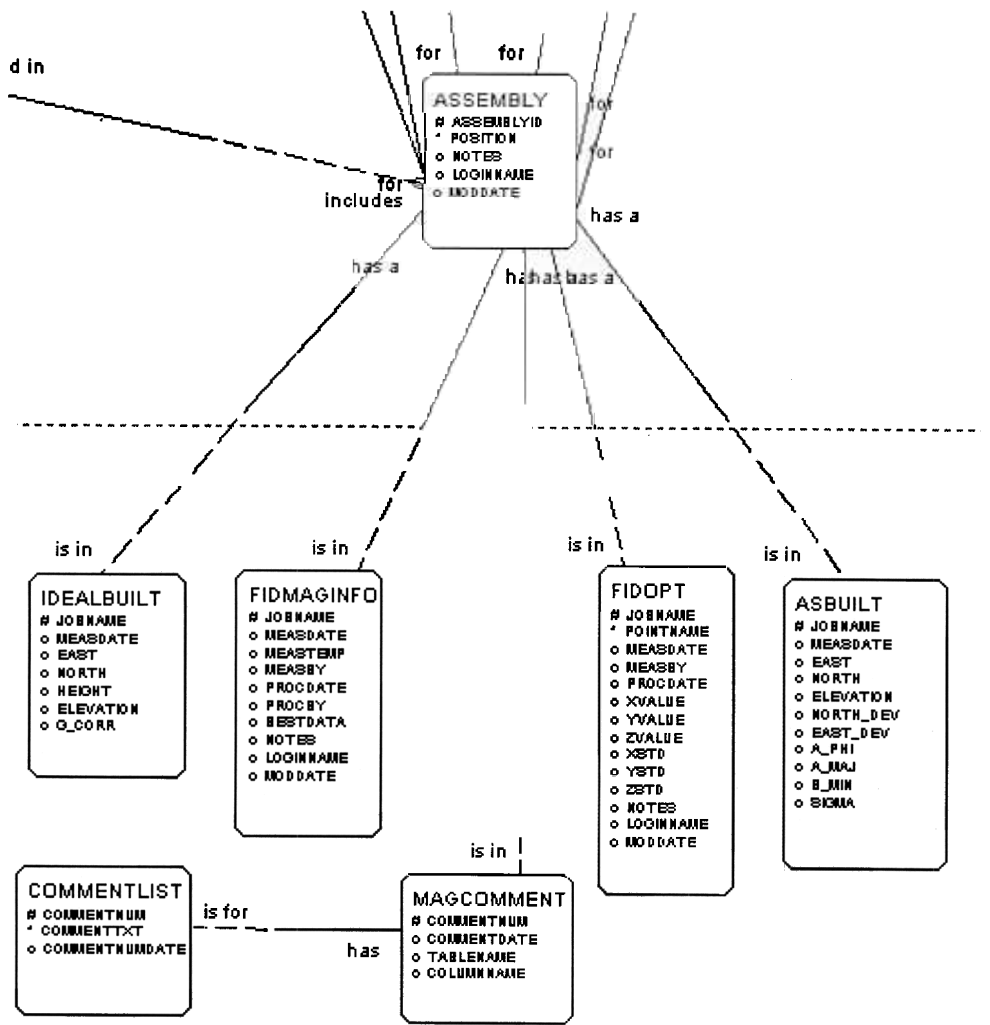 for
for
d in
ASSEMBLY
# ASSEMBLYID
* POSITION
o NOTES
o LOGINNAME
o MODDATE
for
for
for
includes
has a
has a
has a
is in
is in
is in
is in
IDEALBUILT
# JOBNAME
o MEASDATE
o EAST
o NORTH
o HEIGHT
o ELEVATION
o G_CORR
FIDMAGINFO
# JOBNAME
o MEASDATE
o MEASTEMP
o MEASBY
o PROCDATE
o PROCBY
o BESTDATA
o NOTES
o LOGINNAME
o MODDATE
FIDOPT
# JOBNAME
* POINTNAME
o MEASDATE
o MEASBY
o PROCDATE
o XVALUE
o YVALUE
o ZVALUE
o XSTD
o YSTD
o ZSTD
o NOTES
o LOGINNAME
o MODDATE
ASBUILT
# JOBNAME
o MEASDATE
o EAST
o NORTH
o ELEVATION
o NORTH_DEV
o EAST_DEV
o A_PHI
o A_MAJ
o B_MIN
o SIGMA
is in
COMMENTLIST
# COMMENTNUM
* COMMENTTXT
o COMMENTNUMDATE
is for
has
MAGCOMMENT
# COMMENTNUM
o COMMENTDATE
o TABLENAME
o COLUMNNAME